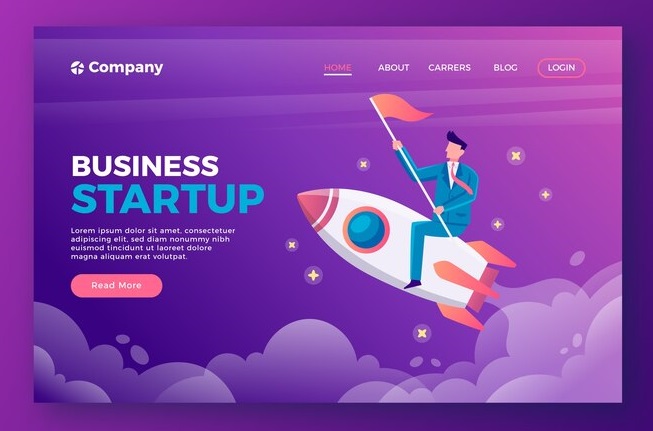 Company
HOME
ABOUT
CARRERS
BLOG
LOGIN
BUSINESS
STARTUP
Lorem ipsum dolor sit amet, consectetuer
adipiscing elit, sed diam nonummy nibh
euismod tincidunt ut laoreet dolore
magna aliquam erat volutpat.
Read More